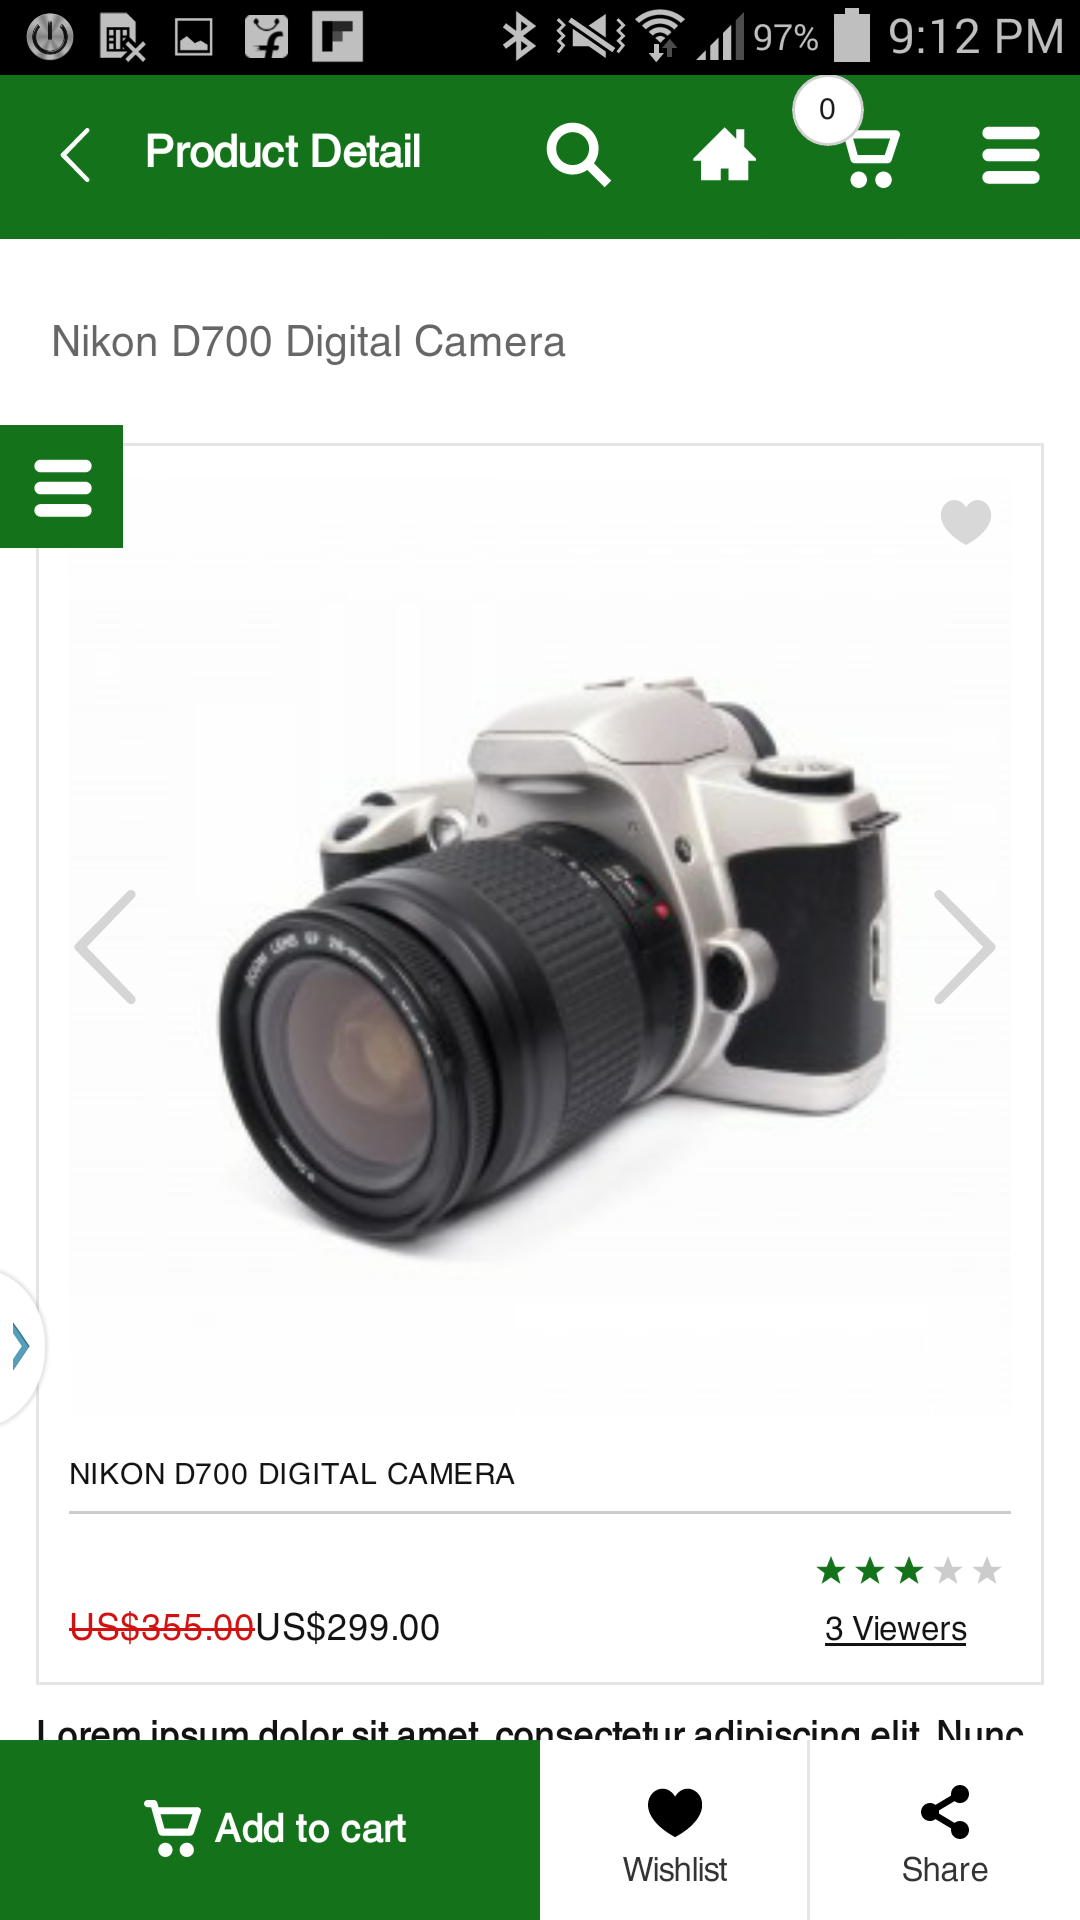 97% 9:12 PM
Product Detail
0
Nikon D700 Digital Camera
NIKON D700 DIGITAL CAMERA
US$355.00US$299.00
3 Viewers
Lorem ipsum dolor sit amet, consectetur adipiscing elit. Nunc
Add to cart
Wishlist
Share